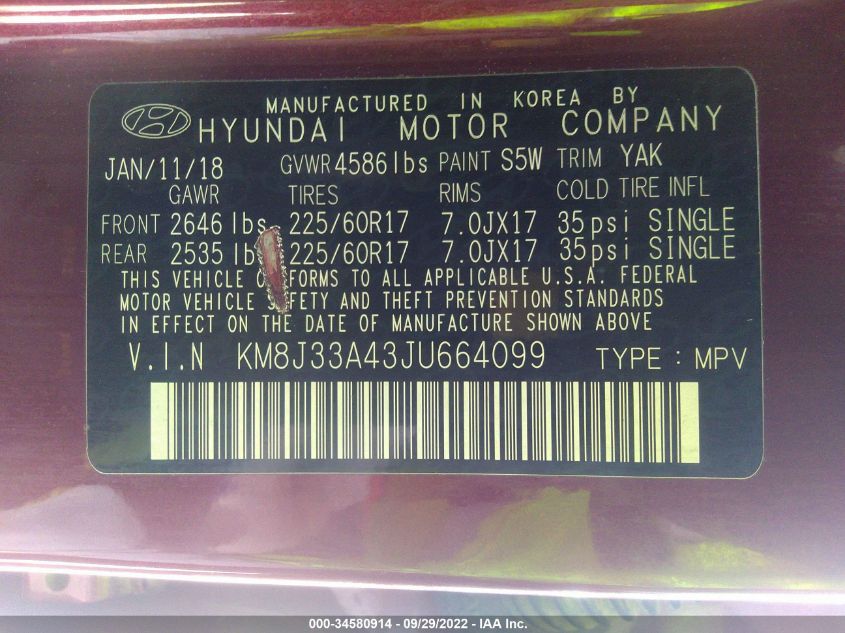 MANUFACTURED IN KOREA BY
HYUNDAI MOTOR COMPANY
JAN/11/18 GVWR 4586 lbs PAINT S5W TRIM YAK
GAWR TIRES RIMS COLD TIRE INFL
FRONT 2646 lbs 225/60R17 7.0JX17 35psi SINGLE
REAR 2535 lb 225/60R17 7.0JX17 35psi SINGLE
THIS VEHICLE FORMS TO ALL APPLICABLE U.S.A. FEDERAL
MOTOR VEHICLE S FETY AND THEFT PREVENTION STANDARDS
IN EFFECT ON THE DATE OF MANUFACTURE SHOWN ABOVE
V.I.N KM8J33A43JU664099 TYPE : MPV
000-34580914 - 09/29/2022 - IAA Inc.